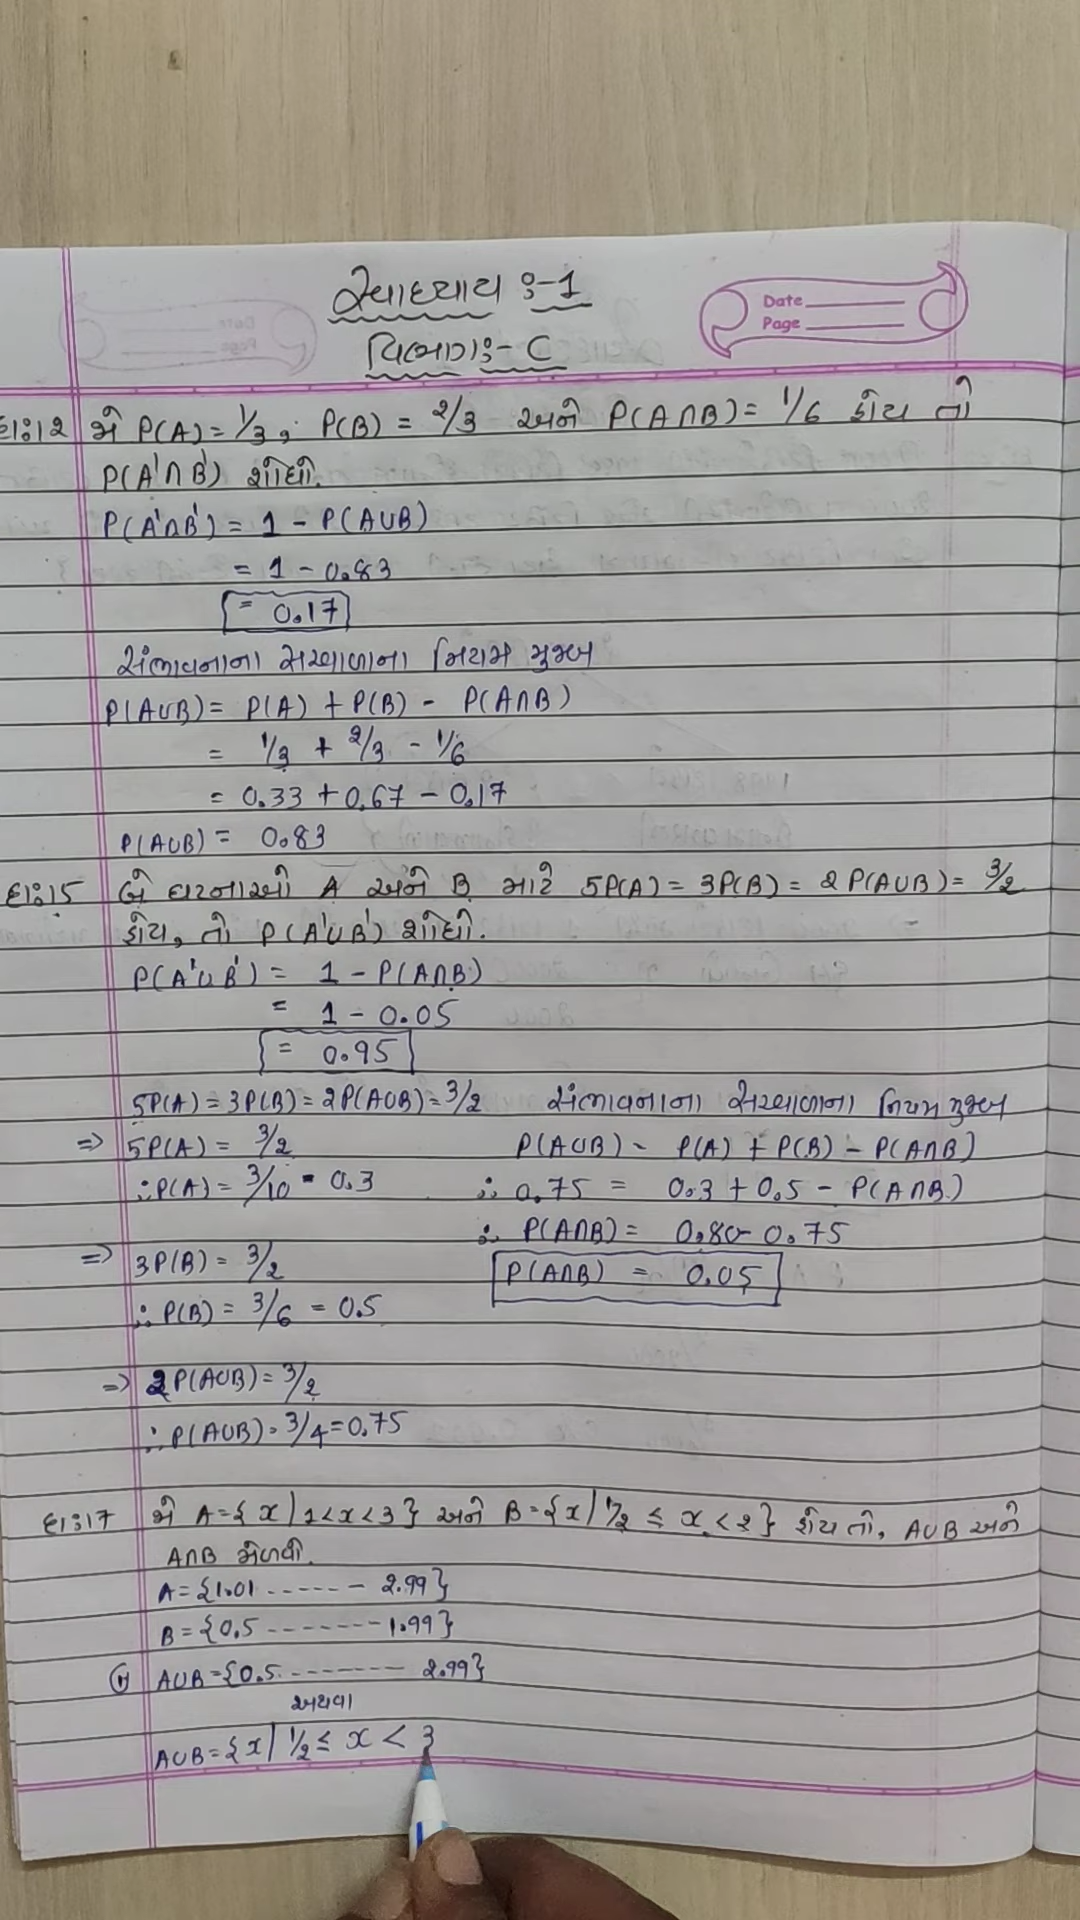 સ્વાધ્યાય :-1
વિભાગ :- C
Date
Page
દા:12 જો P(A) = 1/3, P(B) = 2/3 અને P(A∩B) = 1/6 હોય તો
P(A'∩B') શોધો.
P(A'∩B') = 1 - P(A∪B)
= 1 - 0.83
= 0.17
સંભાવનાના સરવાળાના નિયમ મુજબ
P(A∪B) = P(A) + P(B) - P(A∩B)
= 1/3 + 2/3 - 1/6
= 0.33 + 0.67 - 0.17
P(A∪B) = 0.83
દા:15 બે ઘટનાઓ A અને B માટે 5P(A) = 3P(B) = 2P(A∪B) = 3/2
હોય, તો P(A'∪B') શોધો.
P(A'∪B') = 1 - P(A∩B)
= 1 - 0.05
= 0.95
5P(A) = 3P(B) = 2P(A∪B) = 3/2
⇒ 5P(A) = 3/2
∴ P(A) = 3/10 = 0.3
⇒ 3P(B) = 3/2
∴ P(B) = 3/6 = 0.5
⇒ 2P(A∪B) = 3/2
∴ P(A∪B) = 3/4 = 0.75
સંભાવનાના સરવાળાના નિયમ મુજબ
P(A∪B) = P(A) + P(B) - P(A∩B)
∴ 0.75 = 0.3 + 0.5 - P(A∩B)
∴ P(A∩B) = 0.80 - 0.75
P(A∩B) = 0.05
દા:17 જો A = {x | 1 < x < 3} અને B = {x | 1/2 ≤ x < 2} હોય તો, A∪B અને
A∩B મેળવો.
A = {1.01 ------ 2.99}
B = {0.5 ------- 1.99}
A∪B = {0.5 -------- 2.99}
અથવા
A∪B = {x | 1/2 ≤ x < 3